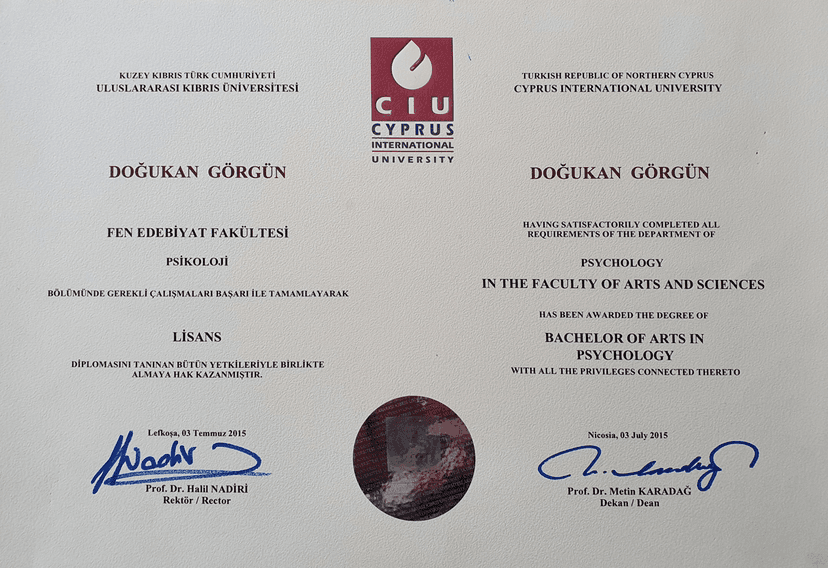 KUZEY KIBRIS TÜRK CUMHURİYETİ
ULUSLARARASI KIBRIS ÜNİVERSİTESİ
DOĞUKAN GÖRGÜN
FEN EDEBİYAT FAKÜLTESİ
PSİKOLOJİ
BÖLÜMÜNDE GEREKLİ ÇALIŞMALARI BAŞARI İLE TAMAMLAYARAK
LİSANS
DİPLOMASINI TANINAN BÜTÜN YETKİLERİYLE BİRLİKTE
ALMAYA HAK KAZANMIŞTIR.
Lefkoşa, 03 Temmuz 2015
Prof. Dr. Halil NADİRİ
Rektör / Rector
CIU
CYPRUS
INTERNATIONAL
UNIVERSITY
TURKISH REPUBLIC OF NORTHERN CYPRUS
CYPRUS INTERNATIONAL UNIVERSITY
DOĞUKAN GÖRGÜN
HAVING SATISFACTORILY COMPLETED ALL
REQUIREMENTS OF THE DEPARTMENT OF
PSYCHOLOGY
IN THE FACULTY OF ARTS AND SCIENCES
HAS BEEN AWARDED THE DEGREE OF
BACHELOR OF ARTS IN
PSYCHOLOGY
WITH ALL THE PRIVILEGES CONNECTED THERETO
Nicosia, 03 July 2015
Prof. Dr. Metin KARADAĞ
Dekan / Dean